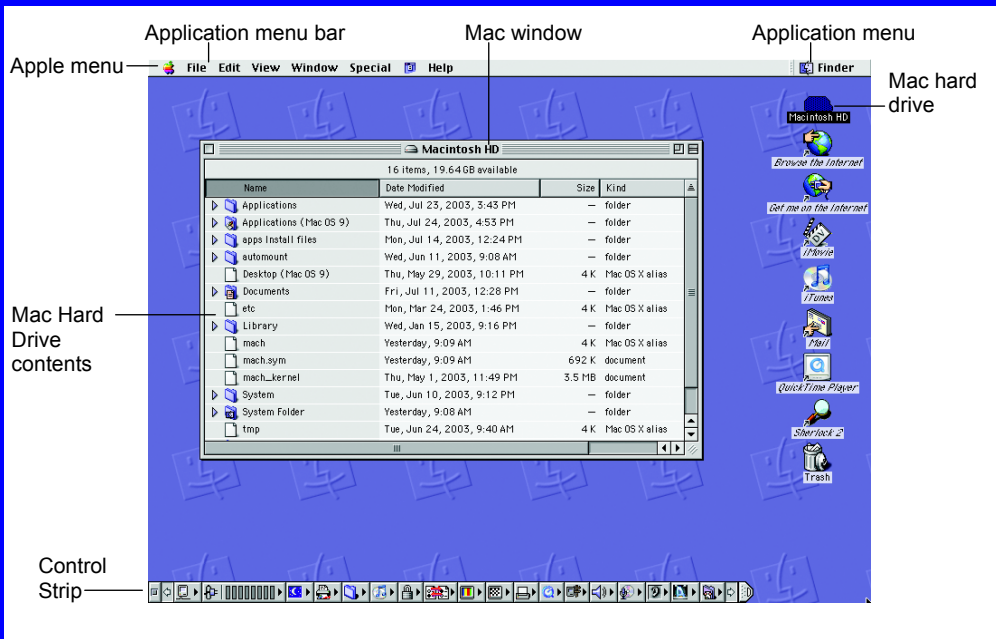 Application menu bar
Mac window
Application menu
Apple menu
File Edit View Window Special Help
Finder
Mac hard drive
Macintosh HD
Macintosh HD
16 items, 19.64 GB available
Name Date Modified Size Kind
Applications Wed, Jul 23, 2003, 3:43 PM — folder
Applications (Mac OS 9) Thu, Jul 24, 2003, 4:53 PM — folder
apps Install files Mon, Jul 14, 2003, 12:24 PM — folder
automount Wed, Jun 11, 2003, 9:08 AM — folder
Desktop (Mac OS 9) Thu, May 29, 2003, 10:11 PM 4 K Mac OS X alias
Documents Fri, Jul 11, 2003, 12:28 PM — folder
etc Mon, Mar 24, 2003, 1:46 PM 4 K Mac OS X alias
Library Wed, Jan 15, 2003, 9:16 PM — folder
mach Yesterday, 9:09 AM 4 K Mac OS X alias
mach.sym Yesterday, 9:09 AM 692 K document
mach_kernel Thu, May 1, 2003, 11:49 PM 3.5 MB document
System Tue, Jun 10, 2003, 9:12 PM — folder
System Folder Yesterday, 9:08 AM — folder
tmp Tue, Jun 24, 2003, 9:40 AM 4 K Mac OS X alias
Browse the Internet
Get me on the Internet
iMovie
iTunes
Mail
QuickTime Player
Sherlock 2
Trash
Mac Hard
Drive
contents
Control
Strip